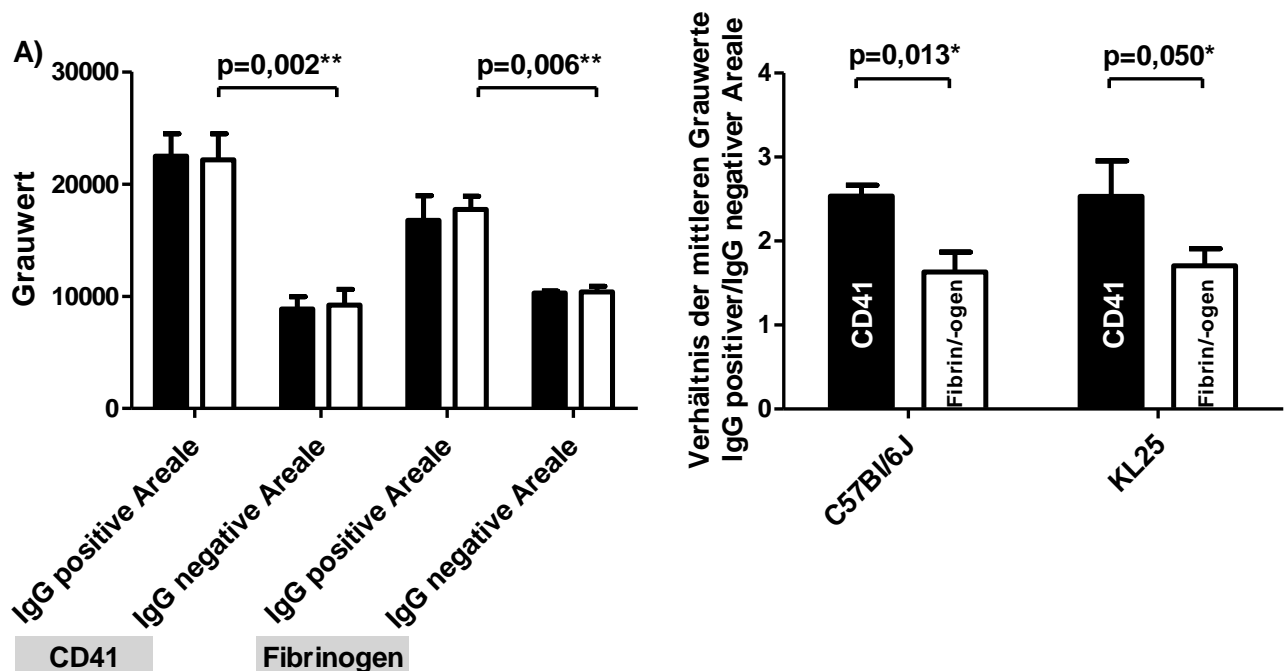 A)
p=0,002**
p=0,006**
30000
20000
10000
0
Grauwert
IgG positive Areale
IgG negative Areale
IgG positive Areale
IgG negative Areale
CD41
Fibrinogen
Verhältnis der mittleren Grauwerte
IgG positiver/IgG negativer Areale
p=0,013*
p=0,050*
4
3
2
1
0
CD41
Fibrin/-ogen
CD41
Fibrin/-ogen
C57Bl/6J
KL25